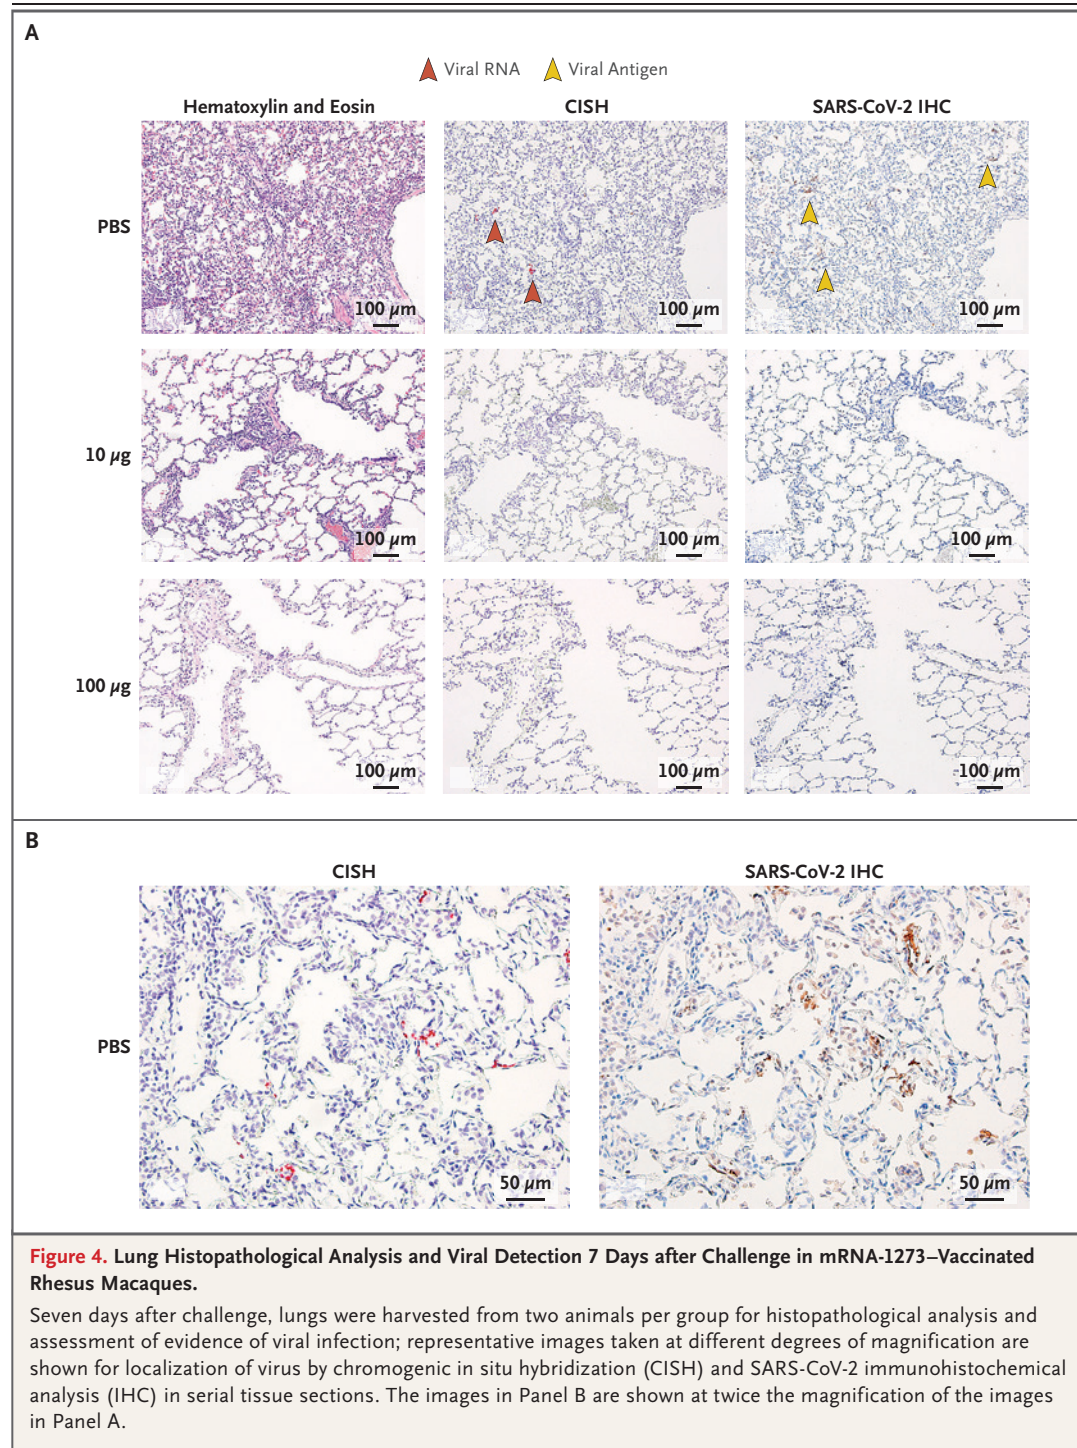 A
Viral RNA Viral Antigen
Hematoxylin and Eosin CISH SARS-CoV-2 IHC
PBS
100 µm 100 µm 100 µm
10 µg
100 µm 100 µm 100 µm
100 µg
100 µm 100 µm 100 µm
B
CISH SARS-CoV-2 IHC
PBS
50 µm 50 µm
Figure 4. Lung Histopathological Analysis and Viral Detection 7 Days after Challenge in mRNA-1273–Vaccinated
Rhesus Macaques.
Seven days after challenge, lungs were harvested from two animals per group for histopathological analysis and
assessment of evidence of viral infection; representative images taken at different degrees of magnification are
shown for localization of virus by chromogenic in situ hybridization (CISH) and SARS-CoV-2 immunohistochemical
analysis (IHC) in serial tissue sections. The images in Panel B are shown at twice the magnification of the images
in Panel A.